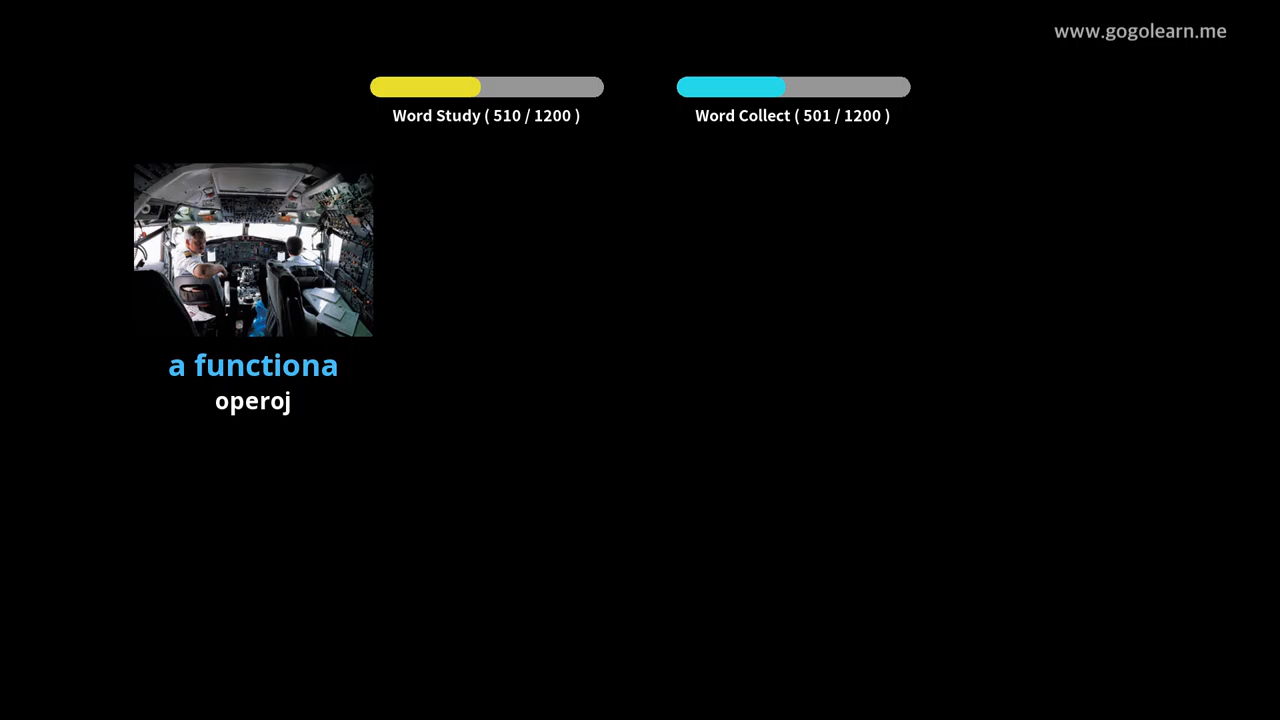 www.gogolearn.me
Word Study ( 510 / 1200 )
Word Collect ( 501 / 1200 )
a functiona
operoj